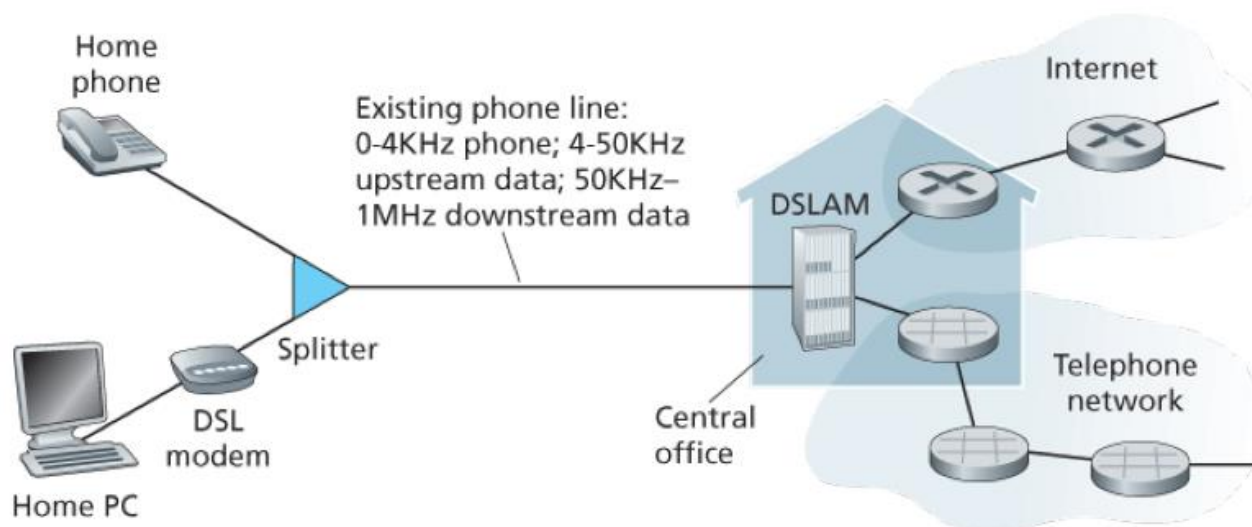 Home
phone
Existing phone line:
0-4KHz phone; 4-50KHz
upstream data; 50KHz–
1MHz downstream data
Internet
DSLAM
Splitter
DSL
modem
Home PC
Central
office
Telephone
network